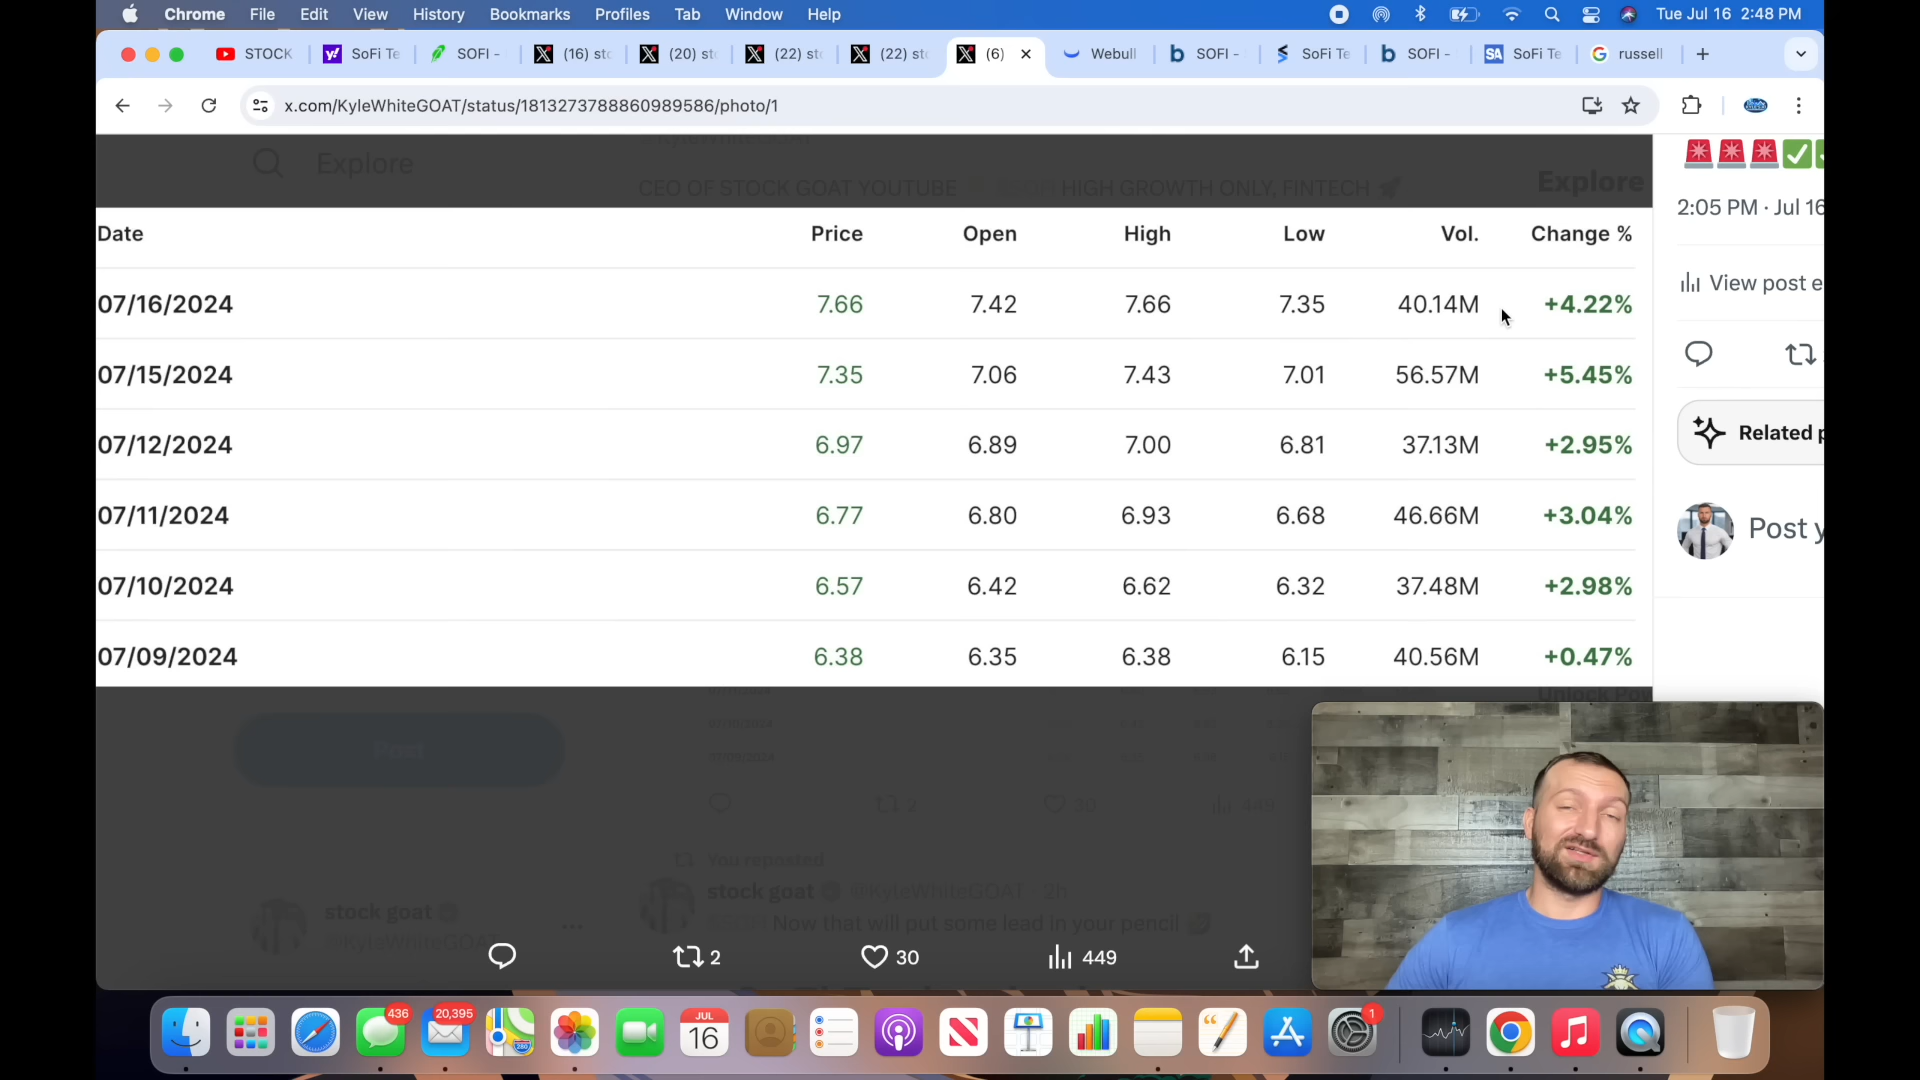 Chrome File Edit View History Bookmarks Profiles Tab Window Help Tue Jul 16 2:48 PM
STOCK SoFi Te SOFI - (16) sto (20) sto (22) sto (22) sto (6) Webull SOFI - SoFi Te SOFI - SoFi Te russell
x.com/KyleWhiteGOAT/status/1813273788860989586/photo/1
Explore
CEO OF STOCK GOAT YOUTUBE HIGH GROWTH ONLY, FINTECH
Explore
2:05 PM · Jul 16
Date Price Open High Low Vol. Change %
07/16/2024 7.66 7.42 7.66 7.35 40.14M +4.22%
View post e
07/15/2024 7.35 7.06 7.43 7.01 56.57M +5.45%
07/12/2024 6.97 6.89 7.00 6.81 37.13M +2.95%
Related p
07/11/2024 6.77 6.80 6.93 6.68 46.66M +3.04%
Post y
07/10/2024 6.57 6.42 6.62 6.32 37.48M +2.98%
07/09/2024 6.38 6.35 6.38 6.15 40.56M +0.47%
Post
You reposted
stock goat @KyleWhiteGOAT 2h
stock goat
@KyleWhiteGOAT
Now that will put some lead in your pencil
2 30 449
436 20,395 JUL 16 280 1